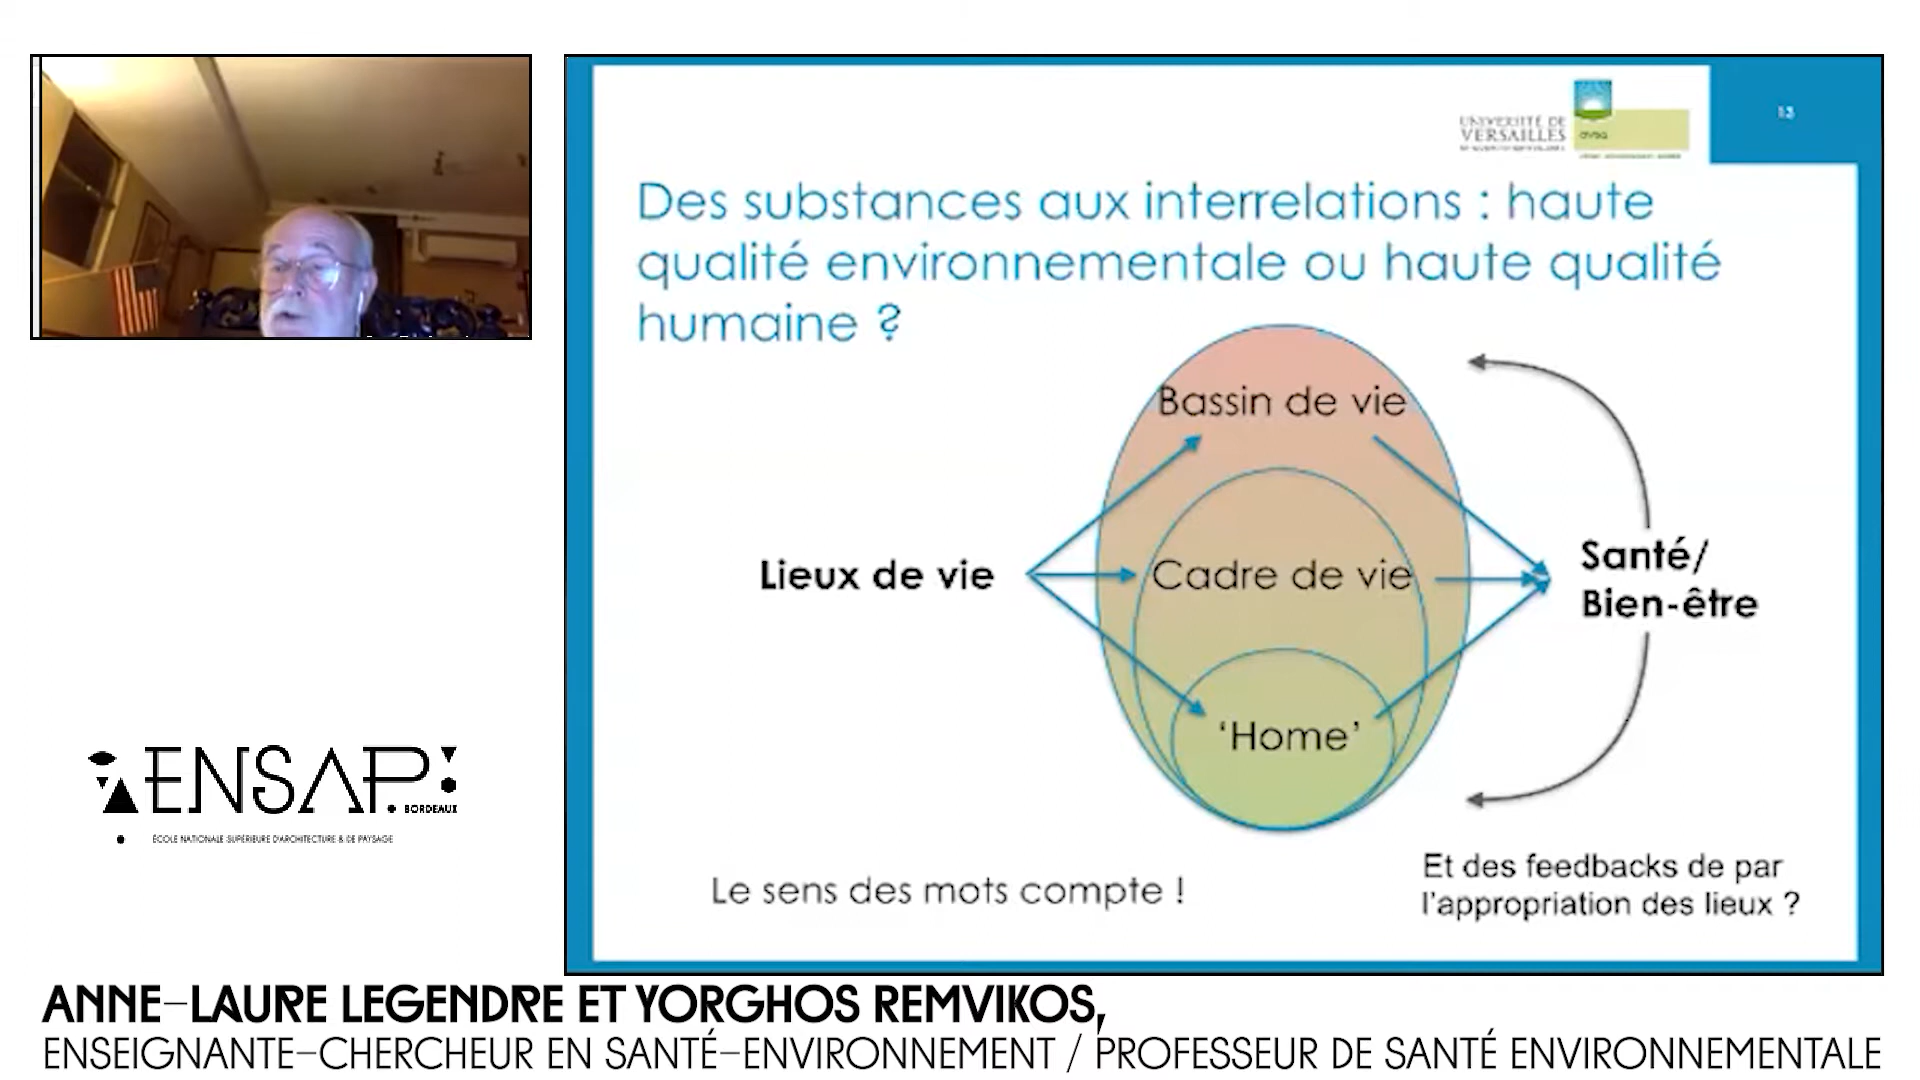 UNIVERSITÉ DE
VERSAILLES
13
Des substances aux interrelations : haute
qualité environnementale ou haute qualité
humaine ?
Bassin de vie
Lieux de vie
Cadre de vie
Santé/
Bien-être
‘Home’
Le sens des mots compte !
Et des feedbacks de par
l’appropriation des lieux ?
ENSAP
BORDEAUX
ÉCOLE NATIONALE SUPÉRIEURE D'ARCHITECTURE & DE PAYSAGE
ANNE-LAURE LEGENDRE ET YORGHOS REMVIKOS,
ENSEIGNANTE-CHERCHEUR EN SANTÉ-ENVIRONNEMENT / PROFESSEUR DE SANTÉ ENVIRONNEMENTALE